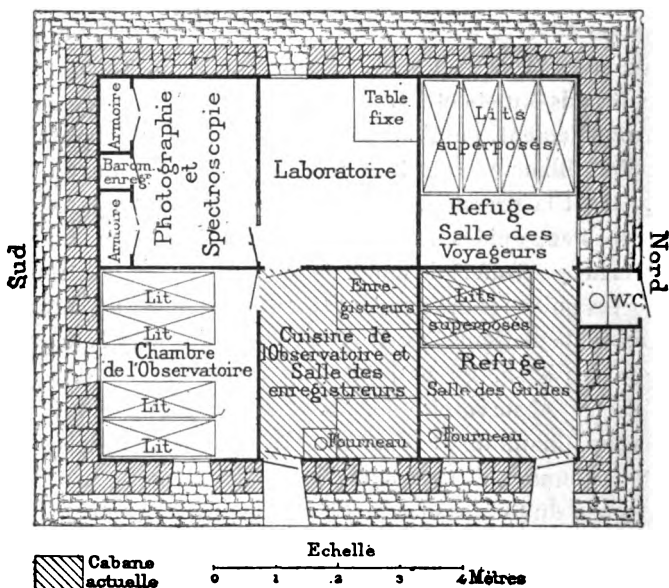 Armoire
Barom.
enregr
Armoire
Photographie
et
Spectroscopie
Laboratoire
Table
fixe
Lits
superposés
Refuge
Salle des
Voyageurs
Sud
Nord
W.C.
Lit
Lit
Chambre
de l'Observatoire
Lit
Lit
Enre-
gistreurs
Cuisine de
l'Observatoire et
Salle des
enregistreurs
Fourneau
Lits
superposés
Refuge
Salle des Guides
Fourneau
Cabane
actuelle
Echelle
0 1 2 3 4 Mètres